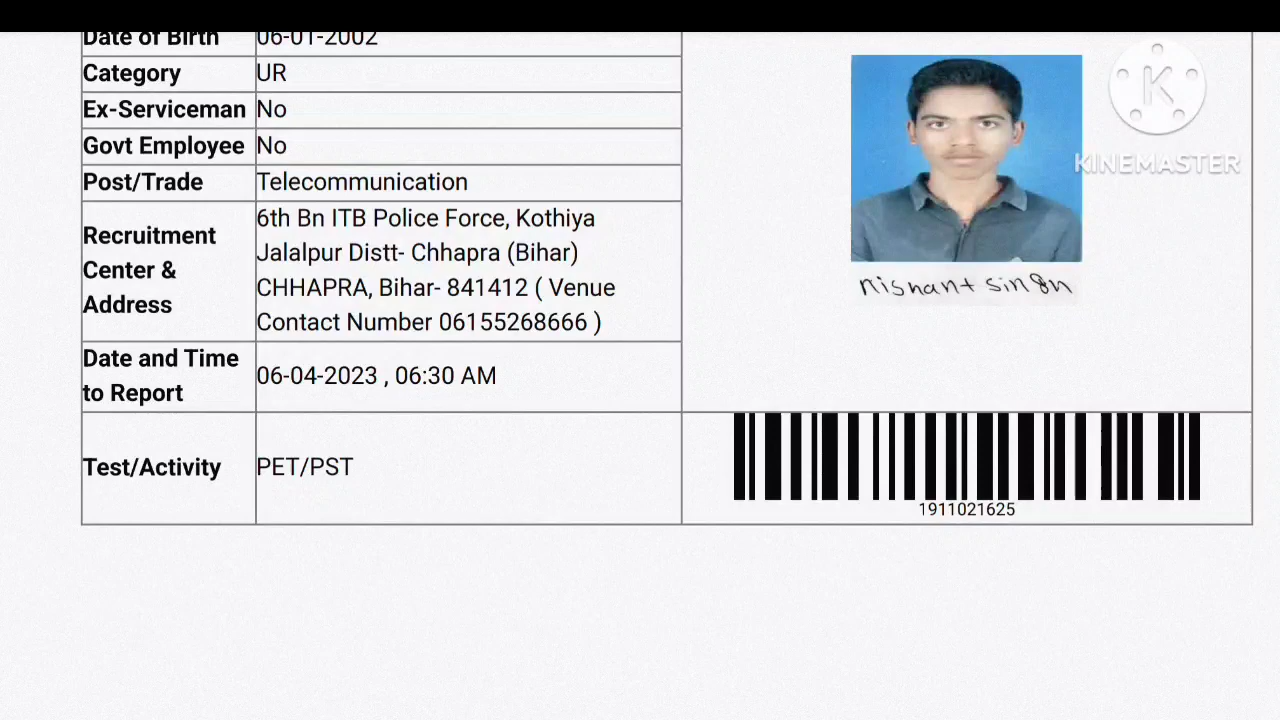 Date of Birth 06-01-2002
Category UR
Ex-Serviceman No
Govt Employee No
Post/Trade Telecommunication
Recruitment Center & Address
6th Bn ITB Police Force, Kothiya
Jalalpur Distt- Chhapra (Bihar)
CHHAPRA, Bihar- 841412 ( Venue
Contact Number 06155268666 )
Date and Time
to Report
06-04-2023 , 06:30 AM
Test/Activity PET/PST
K
KINEMASTER
nishant singh
1911021625